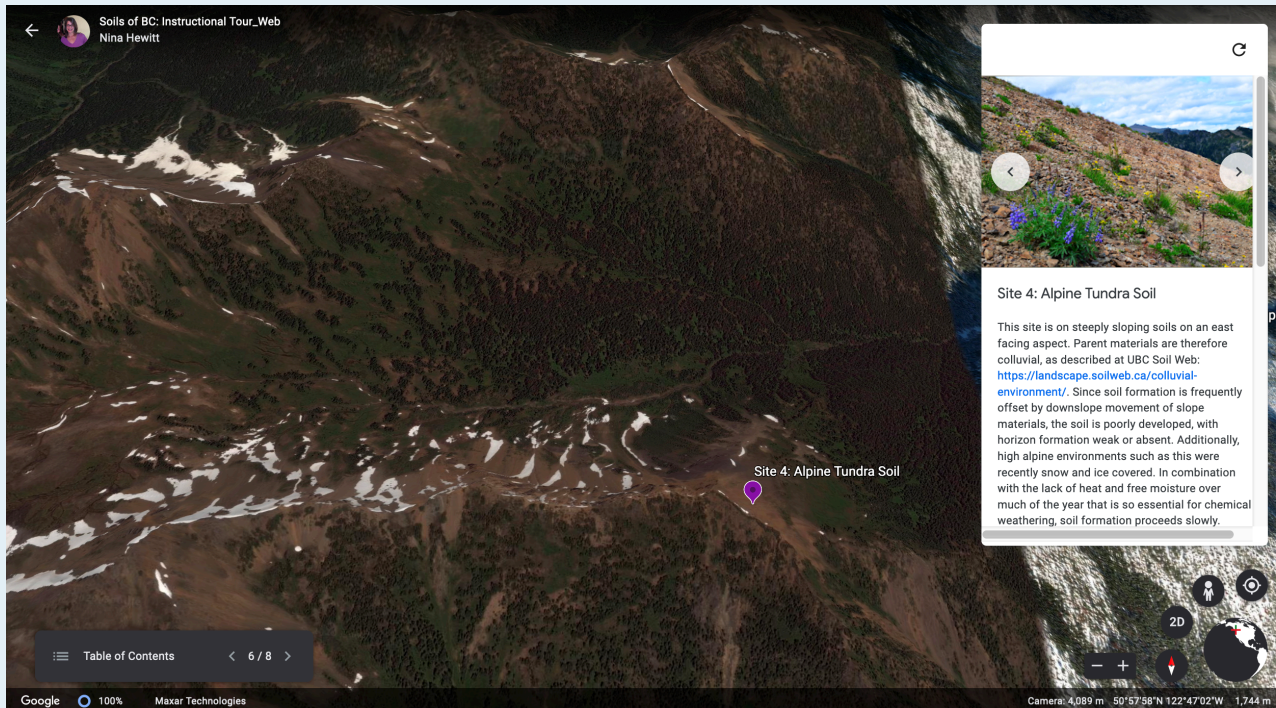 Soils of BC: Instructional Tour_Web
Nina Hewitt
Site 4: Alpine Tundra Soil
This site is on steeply sloping soils on an east
facing aspect. Parent materials are therefore
colluvial, as described at UBC Soil Web:
https://landscape.soilweb.ca/colluvial-
environment/. Since soil formation is frequently
offset by downslope movement of slope
materials, the soil is poorly developed, with
horizon formation weak or absent. Additionally,
high alpine environments such as this were
recently snow and ice covered. In combination
with the lack of heat and free moisture over
much of the year that is so essential for chemical
weathering, soil formation proceeds slowly.
p
Site 4: Alpine Tundra Soil
2D
Table of Contents
6 / 8
Google
100%
Maxar Technologies
Camera: 4,089 m 50°57'58"N 122°47'02"W 1,744 m